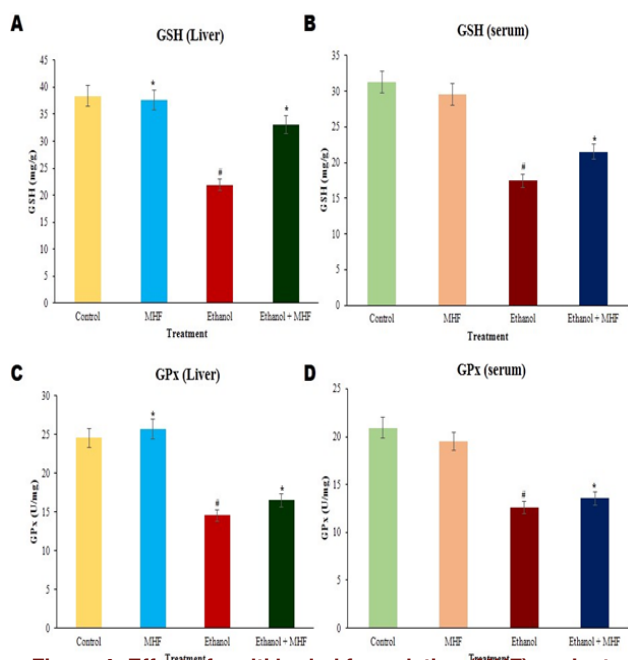 A
GSH (Liver)
GSH (mg/g)
45
40
35
30
25
20
15
10
5
0
*
#
*
Control MHF Ethanol Ethanol + MHF
Treatment
B
GSH (serum)
GSH (mg/g)
35
30
25
20
15
10
5
0
#
*
Control MHF Ethanol Ethanol + MHF
Treatment
C
GPx (Liver)
GPx (U/mg)
30
25
20
15
10
5
0
*
#
*
Control MHF Ethanol Ethanol + MHF
Treatment
D
GPx (serum)
GPx (U/mg)
25
20
15
10
5
0
#
*
Control MHF Ethanol Ethanol + MHF
Treatment